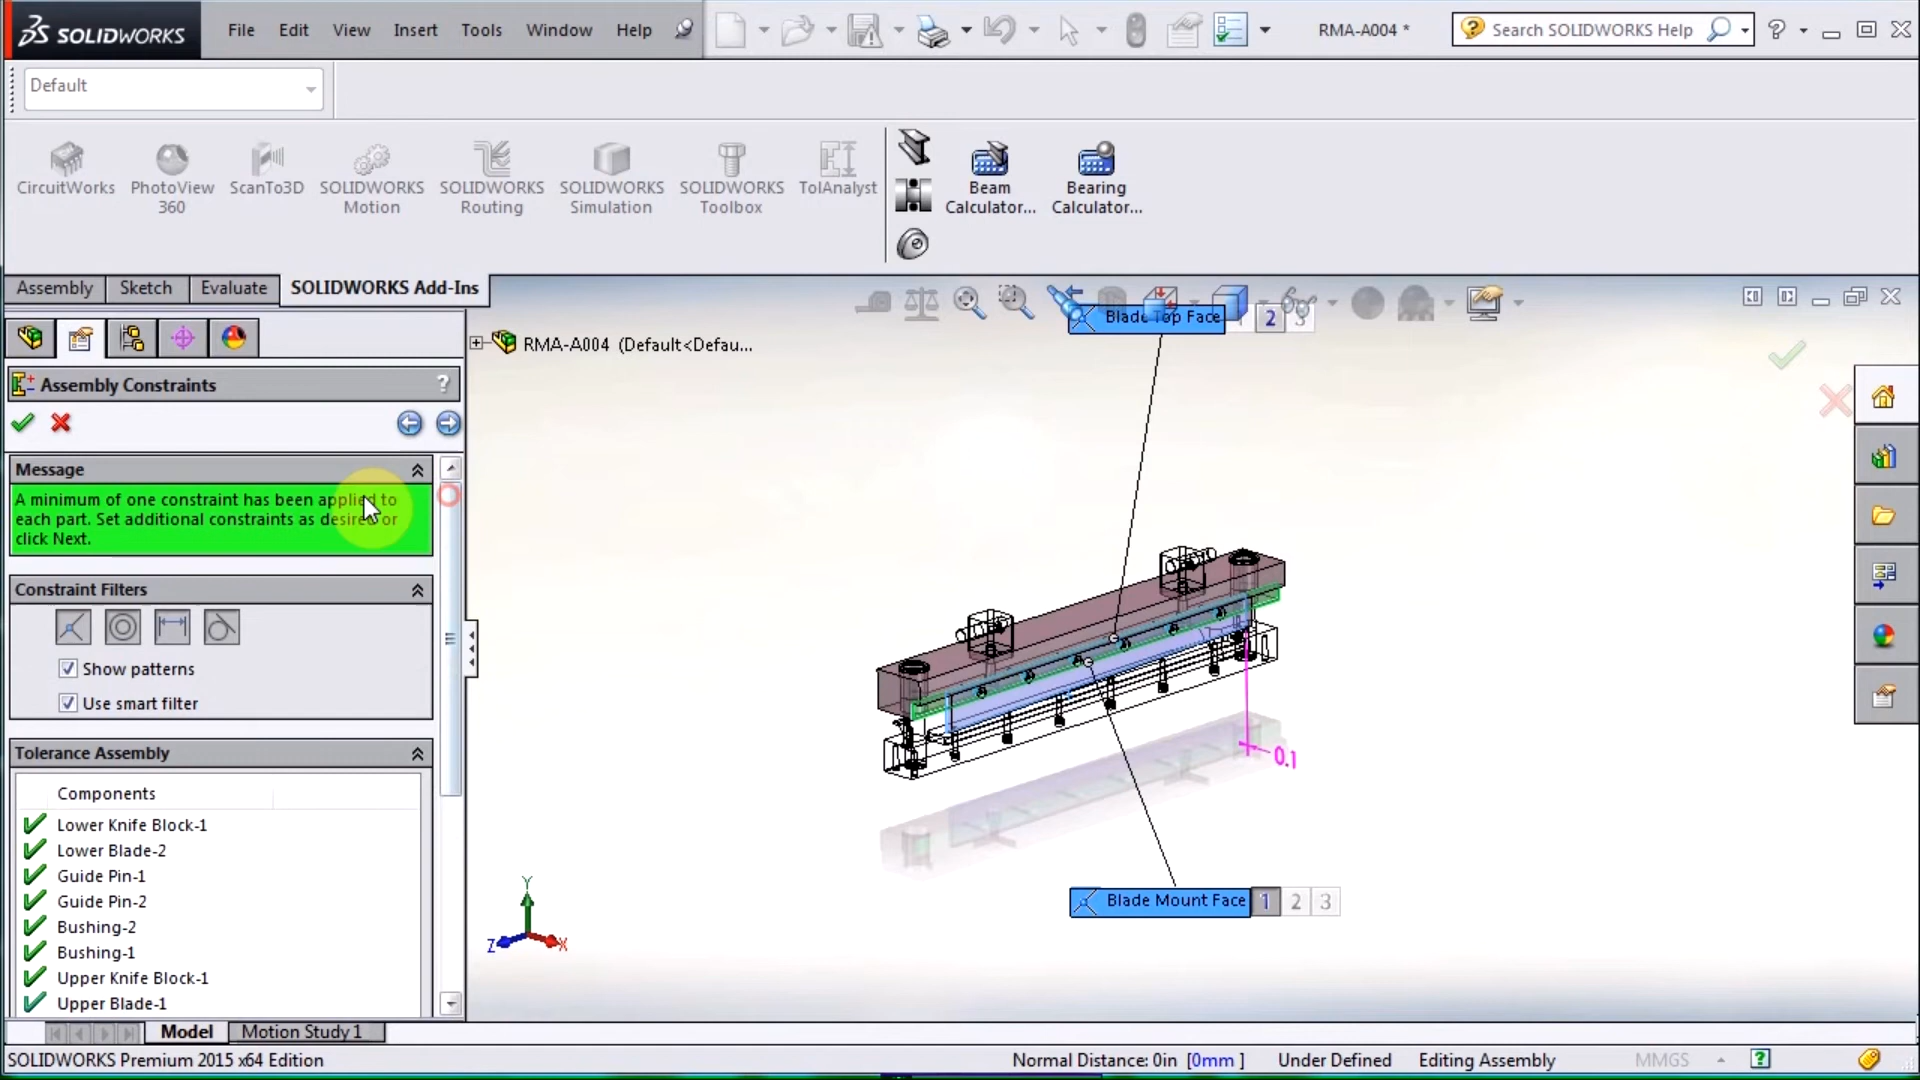 SOLIDWORKS
File Edit View Insert Tools Window Help
RMA-A004 *
Search SOLIDWORKS Help
?
Default
CircuitWorks
PhotoView
360
ScanTo3D
SOLIDWORKS
Motion
SOLIDWORKS
Routing
SOLIDWORKS
Simulation
SOLIDWORKS
Toolbox
TolAnalyst
Beam
Calculator...
Bearing
Calculator...
Assembly Sketch Evaluate SOLIDWORKS Add-Ins
Blade Top Face 2 3
RMA-A004 (Default<Defau...
Assembly Constraints ?
Message
A minimum of one constraint has been applied to
each part. Set additional constraints as desired or
click Next.
Constraint Filters
Show patterns
Use smart filter
Tolerance Assembly
Components
Lower Knife Block-1
Lower Blade-2
Guide Pin-1
Guide Pin-2
Bushing-2
Bushing-1
Upper Knife Block-1
Upper Blade-1
0.1
Blade Mount Face 1 2 3
Y
Z
X
Model Motion Study 1
SOLIDWORKS Premium 2015 x64 Edition
Normal Distance: 0in [0mm ] Under Defined Editing Assembly MMGS ?